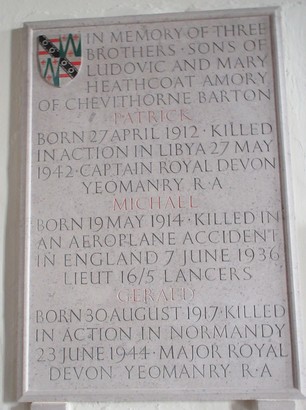 IN MEMORY OF THREE
BROTHERS · SONS OF
LUDOVIC AND MARY
HEATHCOAT AMORY
OF CHEVITHORNE BARTON
PATRICK
BORN 27 APRIL 1912 · KILLED
IN ACTION IN LIBYA 27 MAY
1942 · CAPTAIN ROYAL DEVON
YEOMANRY R·A
MICHAEL
BORN 19 MAY 1914 · KILLED IN
AN AEROPLANE ACCIDENT
IN ENGLAND 7 JUNE 1936
LIEUT 16/5 LANCERS
GERALD
BORN 30 AUGUST 1917 · KILLED
IN ACTION IN NORMANDY
23 JUNE 1944 · MAJOR ROYAL
DEVON YEOMANRY R·A